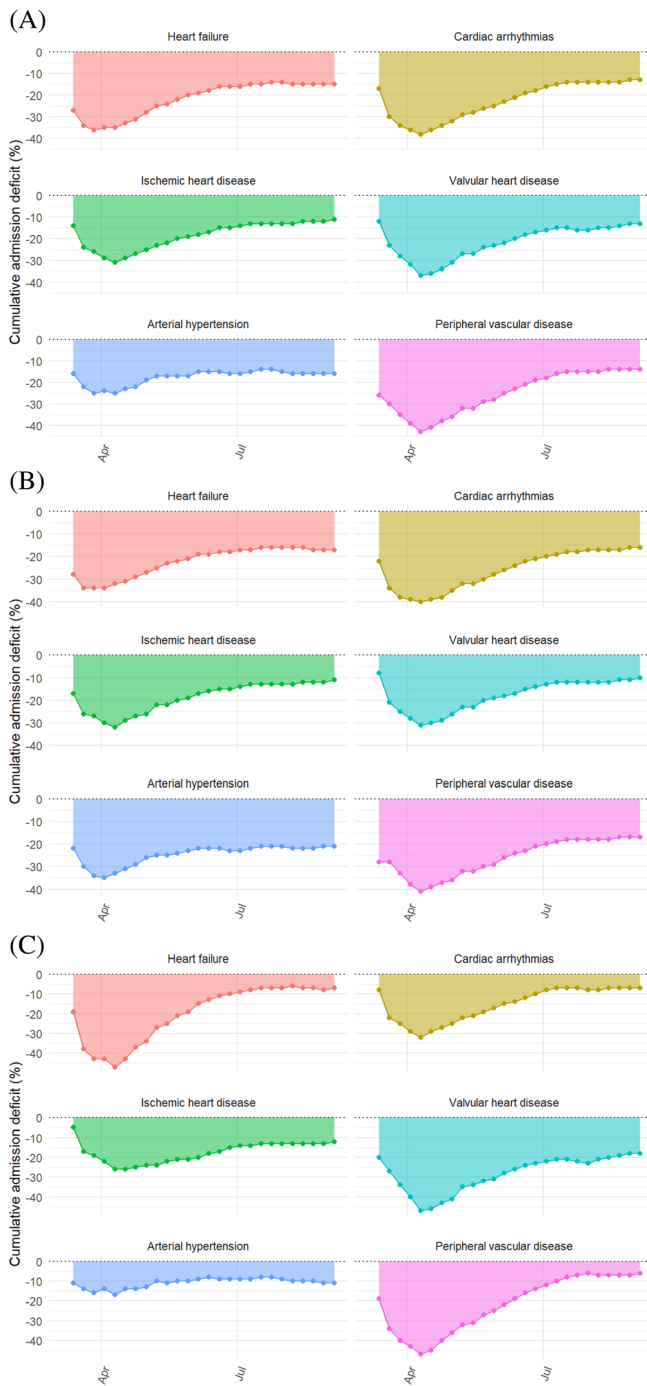 (A)
Heart failure
Cardiac arrhythmias
0
-10
-20
-30
-40
Ischemic heart disease
Valvular heart disease
0
-10
-20
-30
-40
Cumulative admission deficit (%)
Arterial hypertension
Peripheral vascular disease
0
-10
-20
-30
-40
Apr
Jul
Apr
Jul
(B)
Heart failure
Cardiac arrhythmias
0
-10
-20
-30
-40
Ischemic heart disease
Valvular heart disease
0
-10
-20
-30
-40
Cumulative admission deficit (%)
Arterial hypertension
Peripheral vascular disease
0
-10
-20
-30
-40
Apr
Jul
Apr
Jul
(C)
Heart failure
Cardiac arrhythmias
0
-10
-20
-30
-40
Ischemic heart disease
Valvular heart disease
0
-10
-20
-30
-40
Cumulative admission deficit (%)
Arterial hypertension
Peripheral vascular disease
0
-10
-20
-30
-40
Apr
Jul
Apr
Jul